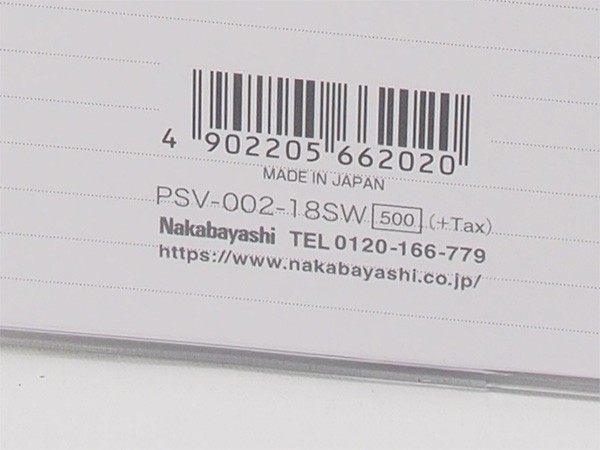 4 902205 662020
MADE IN JAPAN
PSV-002-18SW 500 (+Tax)
Nakabayashi TEL 0120-166-779
https://www.nakabayashi.co.jp/